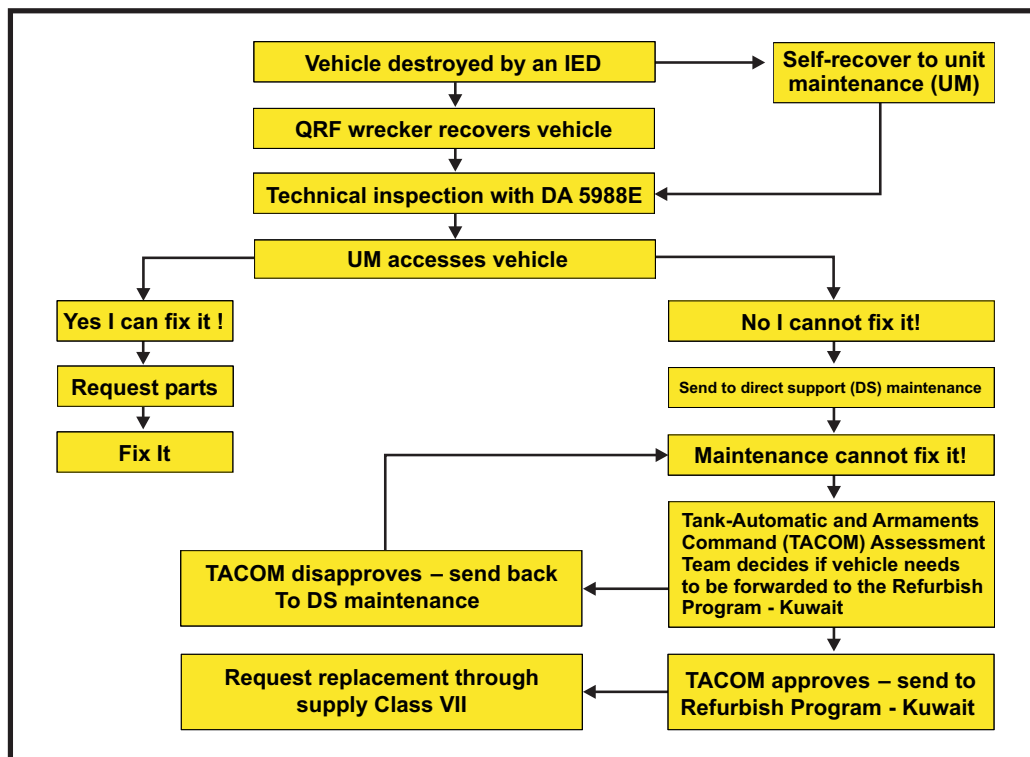 Vehicle destroyed by an IED
Self-recover to unit
maintenance (UM)
QRF wrecker recovers vehicle
Technical inspection with DA 5988E
UM accesses vehicle
Yes I can fix it !
No I cannot fix it!
Request parts
Send to direct support (DS) maintenance
Fix It
Maintenance cannot fix it!
Tank-Automatic and Armaments
Command (TACOM) Assessment
Team decides if vehicle needs
to be forwarded to the Refurbish
Program - Kuwait
TACOM disapproves – send back
To DS maintenance
TACOM approves – send to
Refurbish Program - Kuwait
Request replacement through
supply Class VII